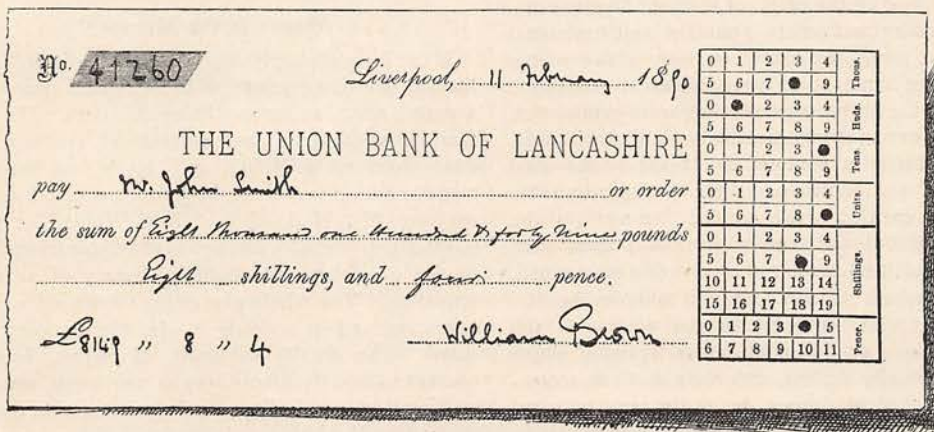 No. 41260
Liverpool, 11 February 1890
THE UNION BANK OF LANCASHIRE
pay Mr. John Smith or order
the sum of Eight Thousand one Hundred & forty Nine pounds
Eight shillings, and four pence.
£8149 " 8 " 4
William Brown
0 1 2 3 4
5 6 7 9
Thous.
0 2 3 4
5 6 7 8 9
Hnds.
0 1 2 3
5 6 7 8 9
Tens.
0 1 2 3 4
5 6 7 8
Units.
0 1 2 3 4
5 6 7 9
10 11 12 13 14
15 16 17 18 19
Shillings.
0 1 2 3 5
6 7 8 9 10 11
Pence.